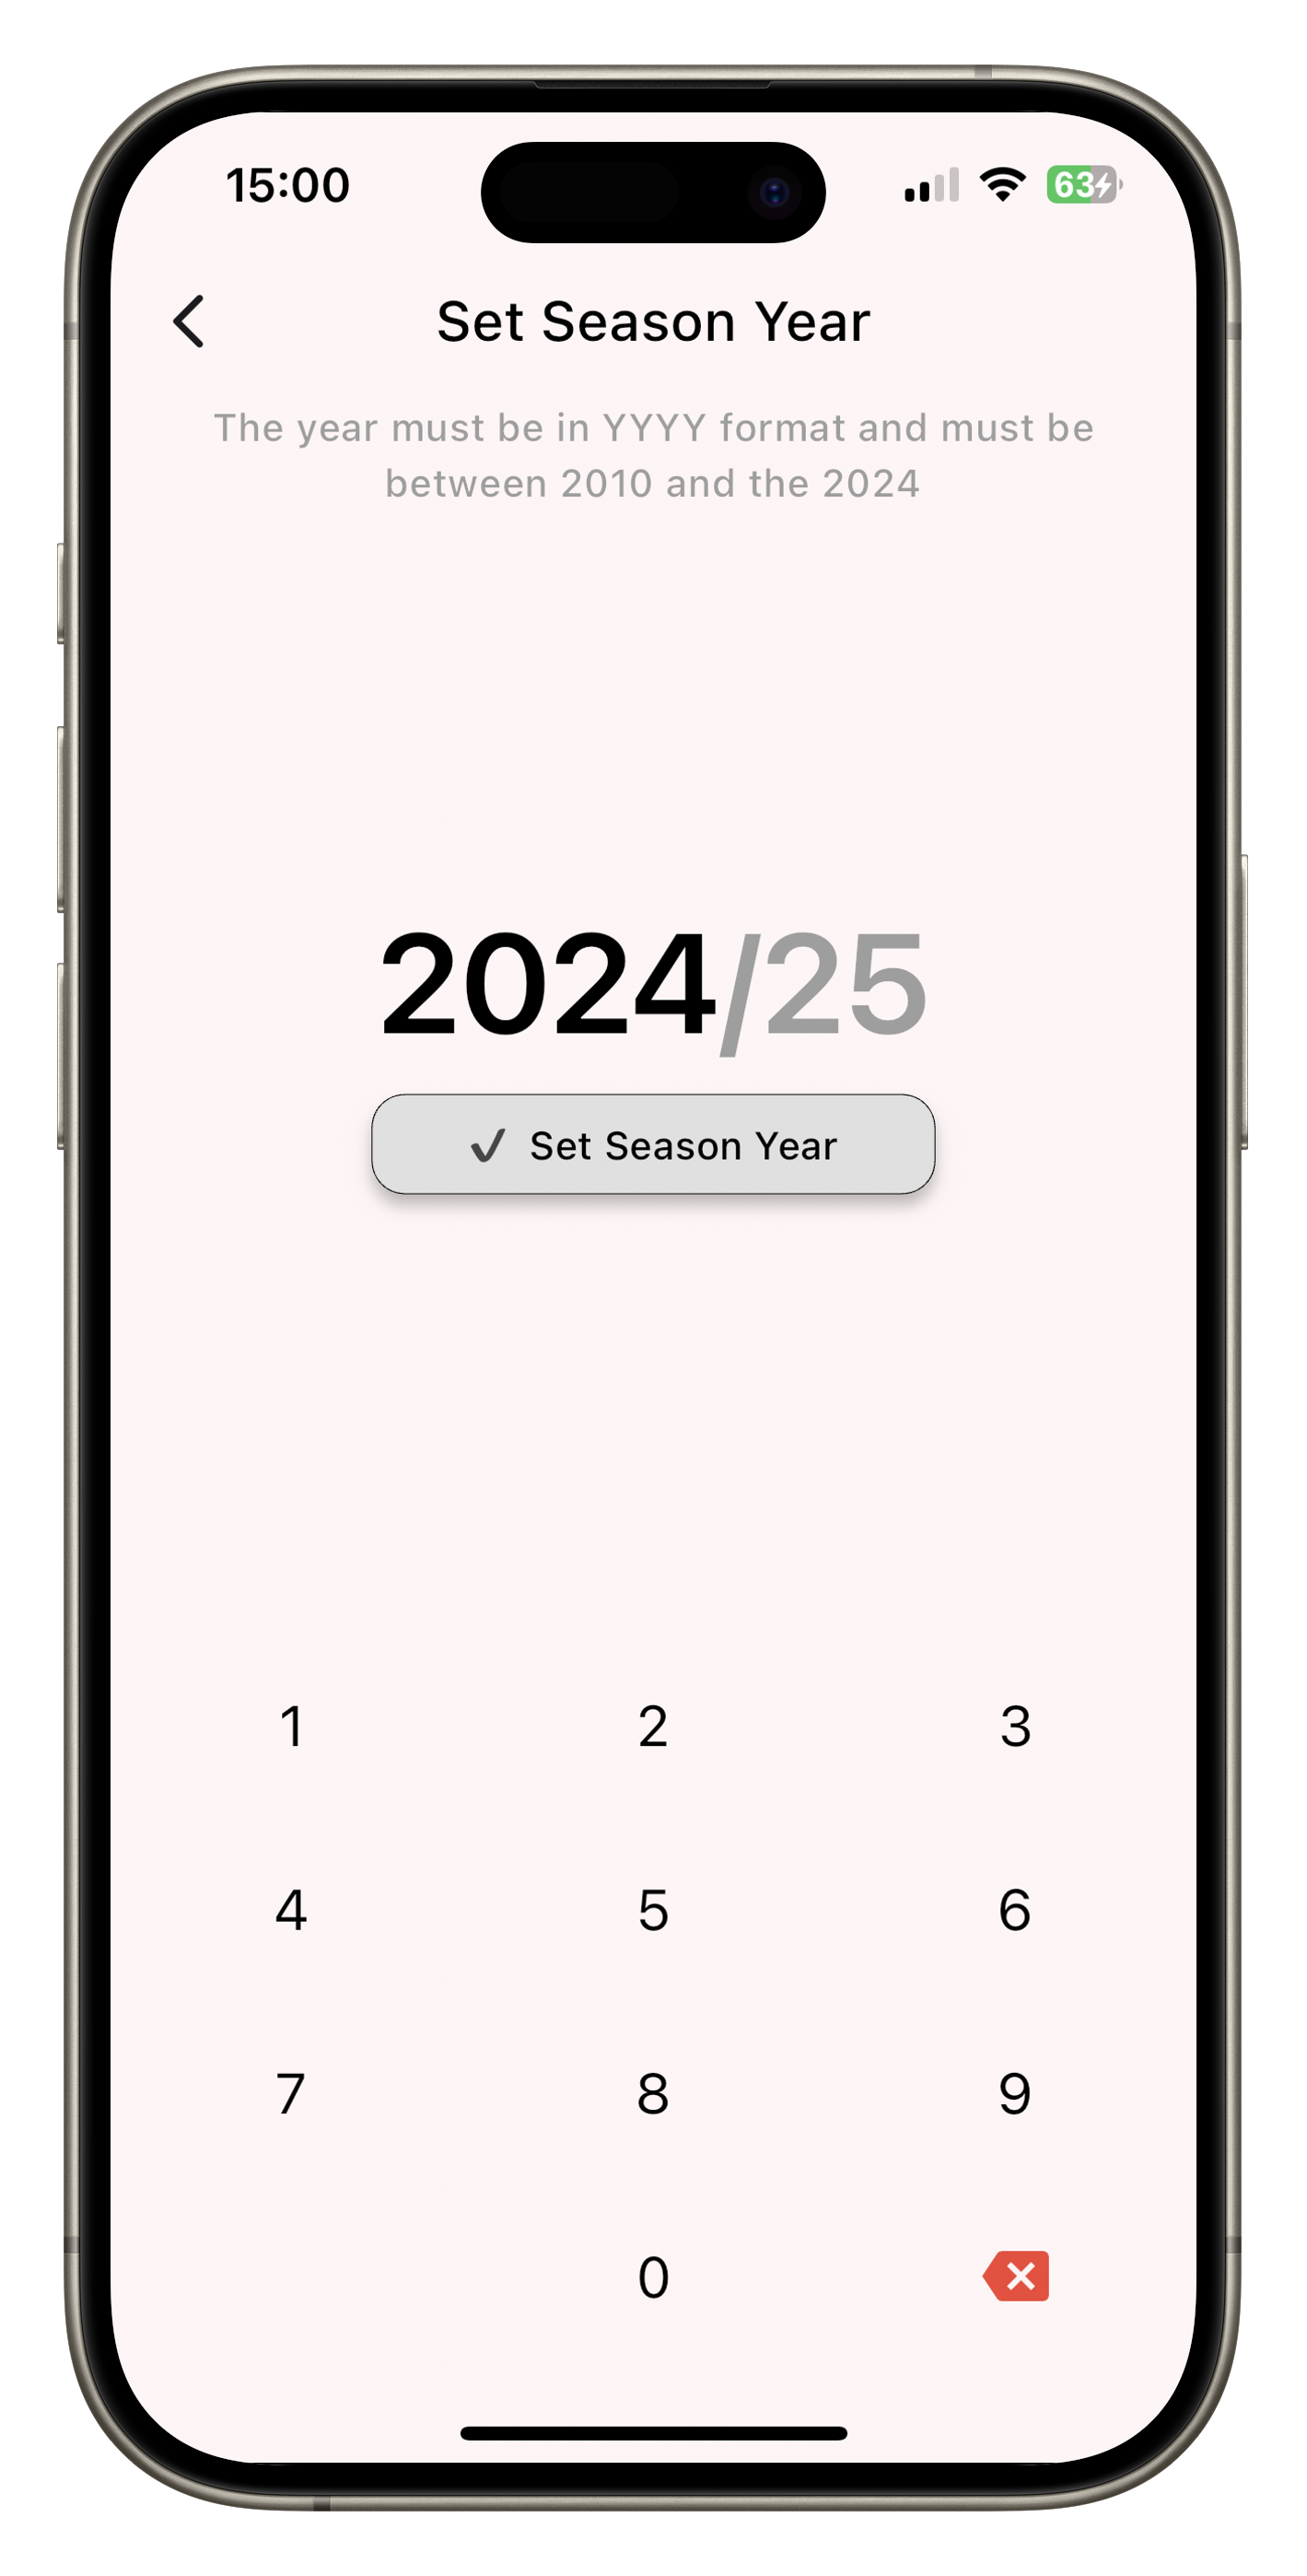 15:00
63
Set Season Year
The year must be in YYYY format and must be
between 2010 and the 2024
2024/25
Set Season Year
1 2 3
4 5 6
7 8 9
0